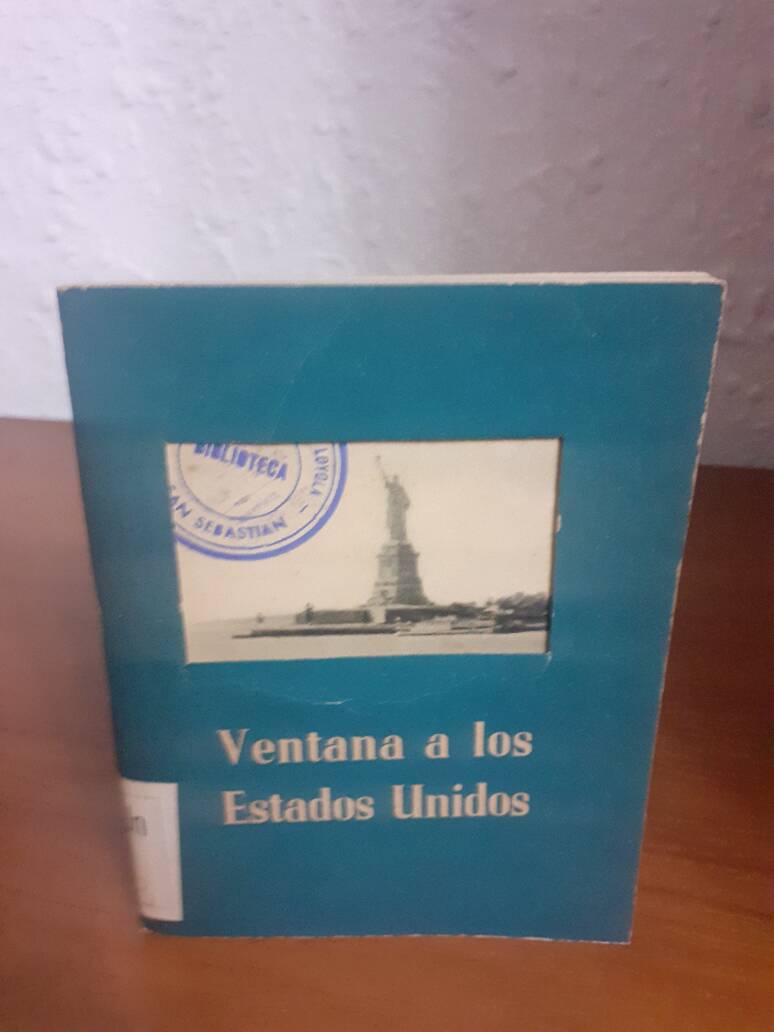 BIBLIOTECA
LOYOLA -
SAN SEBASTIAN
Ventana a los
Estados Unidos